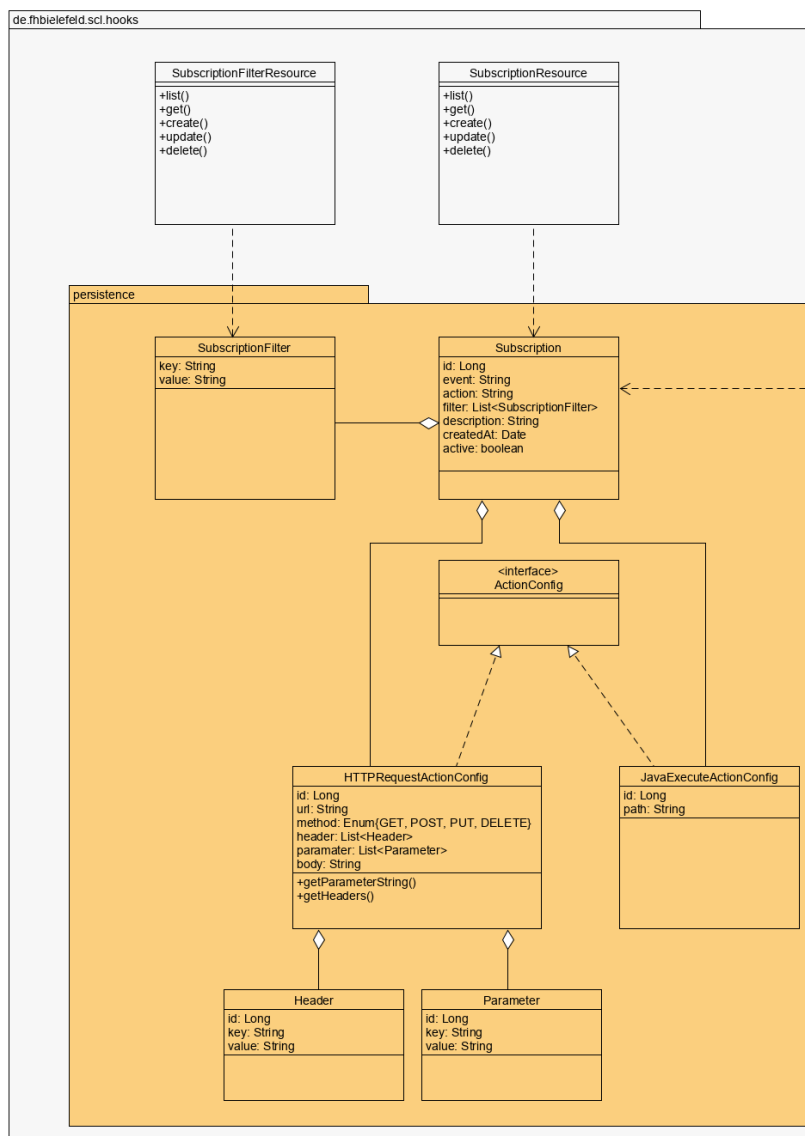 de.fhbielefeld.scl.hooks
SubscriptionFilterResource
+list()
+get()
+create()
+update()
+delete()
SubscriptionResource
+list()
+get()
+create()
+update()
+delete()
persistence
SubscriptionFilter
key: String
value: String
Subscription
id: Long
event: String
action: String
filter: List<SubscriptionFilter>
description: String
createdAt: Date
active: boolean
<interface>
ActionConfig
HTTPRequestActionConfig
id: Long
url: String
method: Enum{GET, POST, PUT, DELETE}
header: List<Header>
paramater: List<Parameter>
body: String
+getParameterString()
+getHeaders()
JavaExecuteActionConfig
id: Long
path: String
Header
id: Long
key: String
value: String
Parameter
id: Long
key: String
value: String